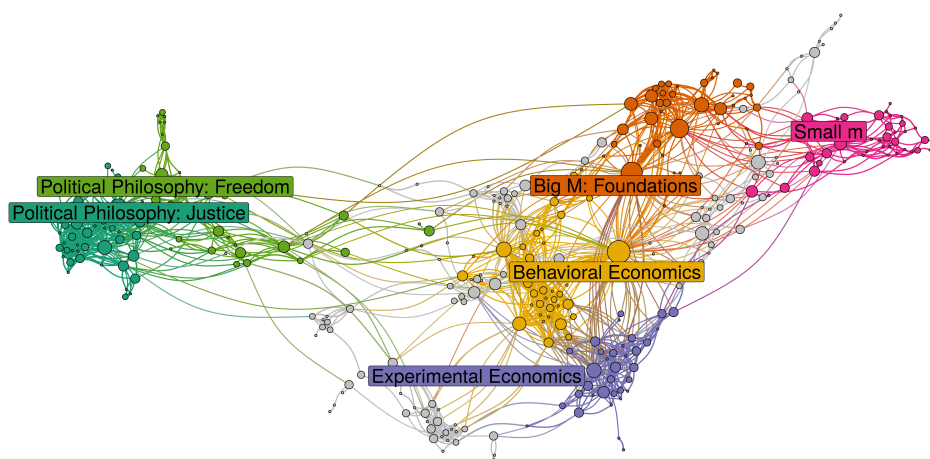 Small m
Political Philosophy: Freedom
Big M: Foundations
Political Philosophy: Justice
Behavioral Economics
Experimental Economics